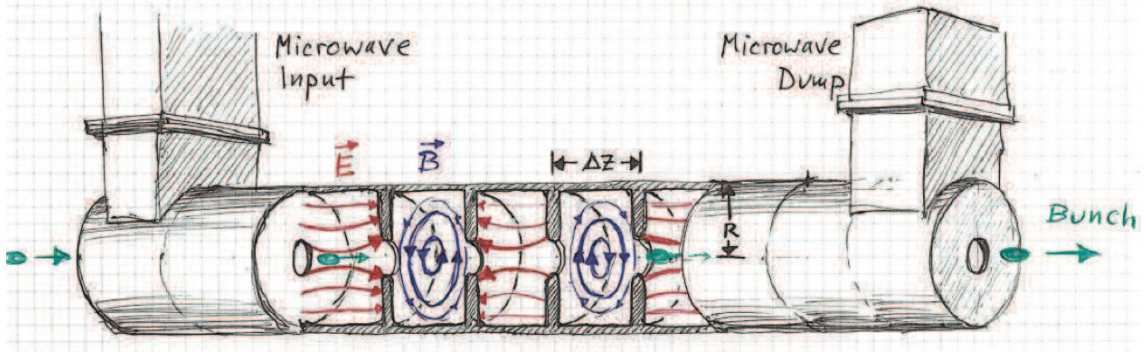 Microwave
Input
Microwave
Dump
E
B
ΔZ
R
Bunch